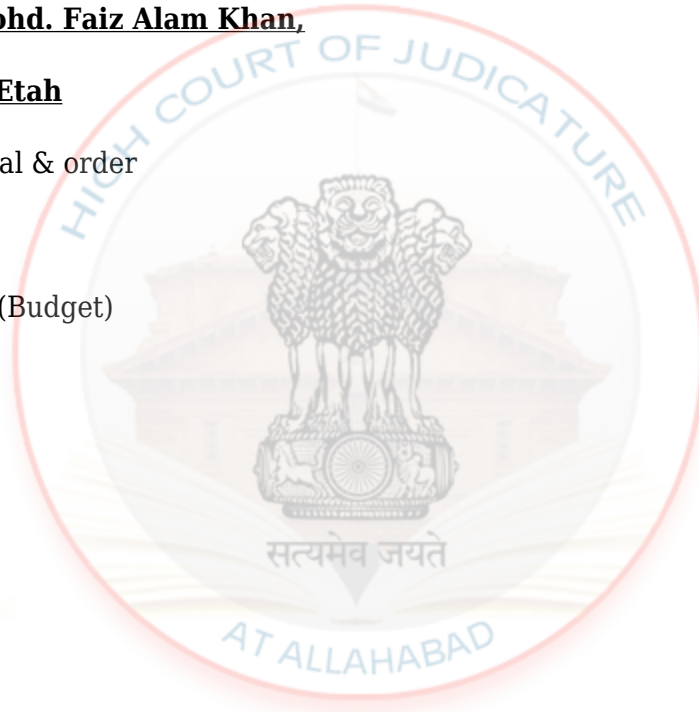 ohd. Faiz Alam Khan,
HIGH COURT OF JUDICATURE
Etah
al & order
(Budget)
सत्यमेव जयते
AT ALLAHABAD